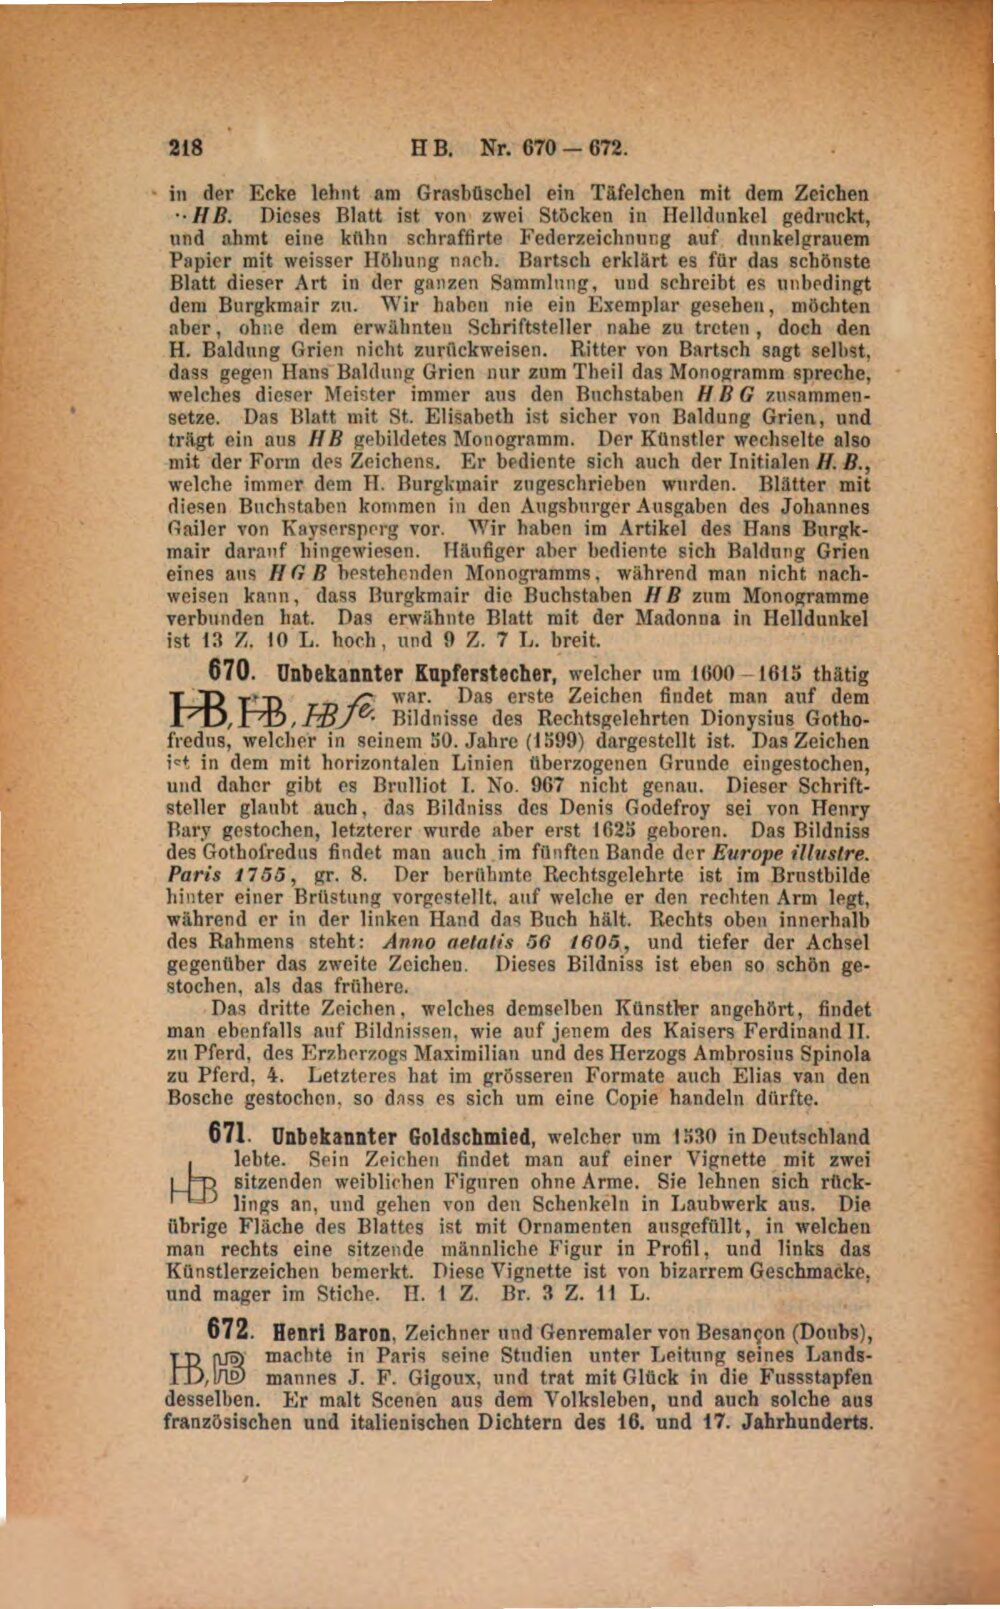 218 HB. Nr. 670 — 672.
in der Ecke lehnt am Grasbüschel ein Täfelchen mit dem Zeichen
·· HB. Dieses Blatt ist von zwei Stöcken in Helldunkel gedruckt,
und ahmt eine kühn schraffirte Federzeichnung auf dunkelgrauem
Papier mit weisser Höhung nach. Bartsch erklärt es für das schönste
Blatt dieser Art in der ganzen Sammlung, und schreibt es unbedingt
dem Burgkmair zu. Wir haben nie ein Exemplar gesehen, möchten
aber, ohne dem erwähnten Schriftsteller nahe zu treten, doch den
H. Baldung Grien nicht zurückweisen. Ritter von Bartsch sagt selbst,
dass gegen Hans Baldung Grien nur zum Theil das Monogramm spreche,
welches dieser Meister immer aus den Buchstaben HBG zusammen-
setze. Das Blatt mit St. Elisabeth ist sicher von Baldung Grien, und
trägt ein aus HB gebildetes Monogramm. Der Künstler wechselte also
mit der Form des Zeichens. Er bediente sich auch der Initialen H. B.,
welche immer dem H. Burgkmair zugeschrieben wurden. Blätter mit
diesen Buchstaben kommen in den Augsburger Ausgaben des Johannes
Gailer von Kaysersperg vor. Wir haben im Artikel des Hans Burgk-
mair darauf hingewiesen. Häufiger aber bediente sich Baldung Grien
eines aus HGB bestehenden Monogramms, während man nicht nach-
weisen kann, dass Burgkmair die Buchstaben HB zum Monogramme
verbunden hat. Das erwähnte Blatt mit der Madonna in Helldunkel
ist 13 Z. 10 L. hoch, und 9 Z. 7 L. breit.
670. Unbekannter Kupferstecher, welcher um 1600 — 1615 thätig
HB, HB, HB fe. war. Das erste Zeichen findet man auf dem
Bildnisse des Rechtsgelehrten Dionysius Gotho-
fredus, welcher in seinem 50. Jahre (1599) dargestellt ist. Das Zeichen
ist in dem mit horizontalen Linien überzogenen Grunde eingestochen,
und daher gibt es Brulliot I. No. 967 nicht genau. Dieser Schrift-
steller glaubt auch, das Bildniss des Denis Godefroy sei von Henry
Bary gestochen, letzterer wurde aber erst 1625 geboren. Das Bildniss
des Gothofredus findet man auch im fünften Bande der Europe illustre.
Paris 1755, gr. 8. Der berühmte Rechtsgelehrte ist im Brustbilde
hinter einer Brüstung vorgestellt, auf welche er den rechten Arm legt,
während er in der linken Hand das Buch hält. Rechts oben innerhalb
des Rahmens steht: Anno aetatis 56 1605, und tiefer der Achsel
gegenüber das zweite Zeichen. Dieses Bildniss ist eben so schön ge-
stochen, als das frühere.
Das dritte Zeichen, welches demselben Künstler angehört, findet
man ebenfalls auf Bildnissen, wie auf jenem des Kaisers Ferdinand II.
zu Pferd, des Erzherzogs Maximilian und des Herzogs Ambrosius Spinola
zu Pferd, 4. Letzteres hat im grösseren Formate auch Elias van den
Bosche gestochen, so dass es sich um eine Copie handeln dürfte.
671. Unbekannter Goldschmied, welcher um 1530 in Deutschland
lebte. Sein Zeichen findet man auf einer Vignette mit zwei
HB sitzenden weiblichen Figuren ohne Arme. Sie lehnen sich rück-
lings an, und gehen von den Schenkeln in Laubwerk aus. Die
übrige Fläche des Blattes ist mit Ornamenten ausgefüllt, in welchen
man rechts eine sitzende männliche Figur in Profil, und links das
Künstlerzeichen bemerkt. Diese Vignette ist von bizarrem Geschmacke,
und mager im Stiche. H. 1 Z. Br. 3 Z. 11 L.
672. Henri Baron, Zeichner und Genremaler von Besançon (Doubs),
HB, HB machte in Paris seine Studien unter Leitung seines Lands-
mannes J. F. Gigoux, und trat mit Glück in die Fussstapfen
desselben. Er malt Scenen aus dem Volksleben, und auch solche aus
französischen und italienischen Dichtern des 16. und 17. Jahrhunderts.